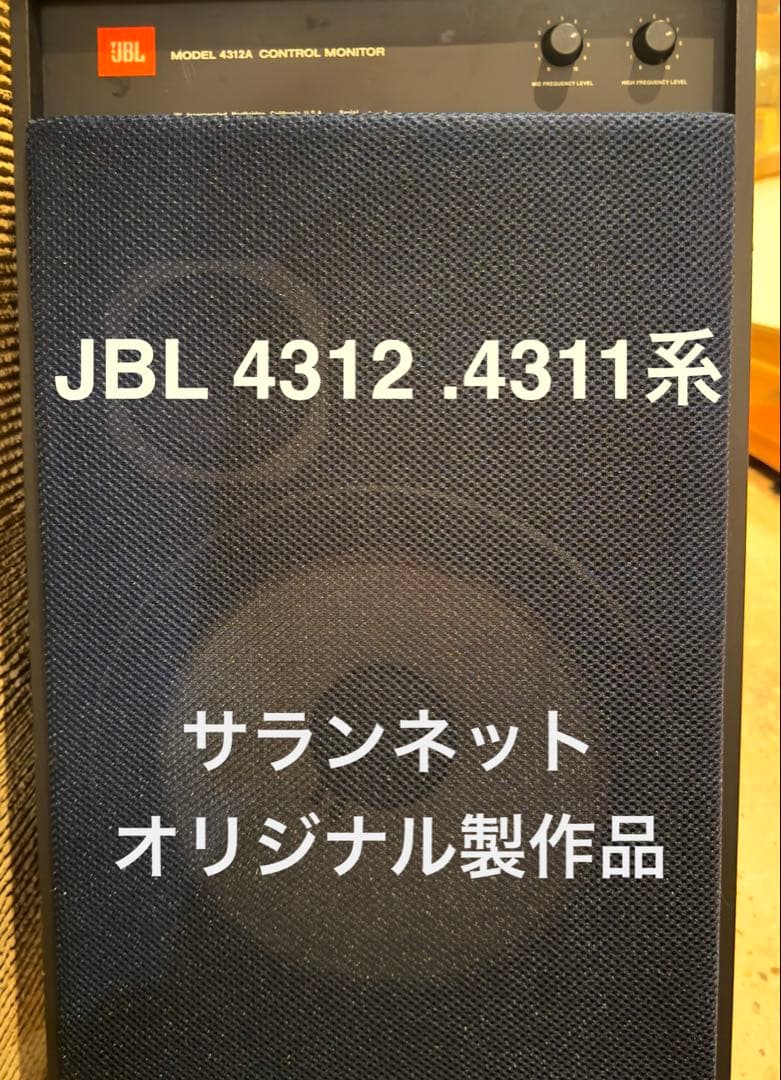 JBL
MODEL 4312A CONTROL MONITOR
MID FREQUENCY LEVEL
HIGH FREQUENCY LEVEL
JBL 4312 .4311系
サランネット
オリジナル製作品